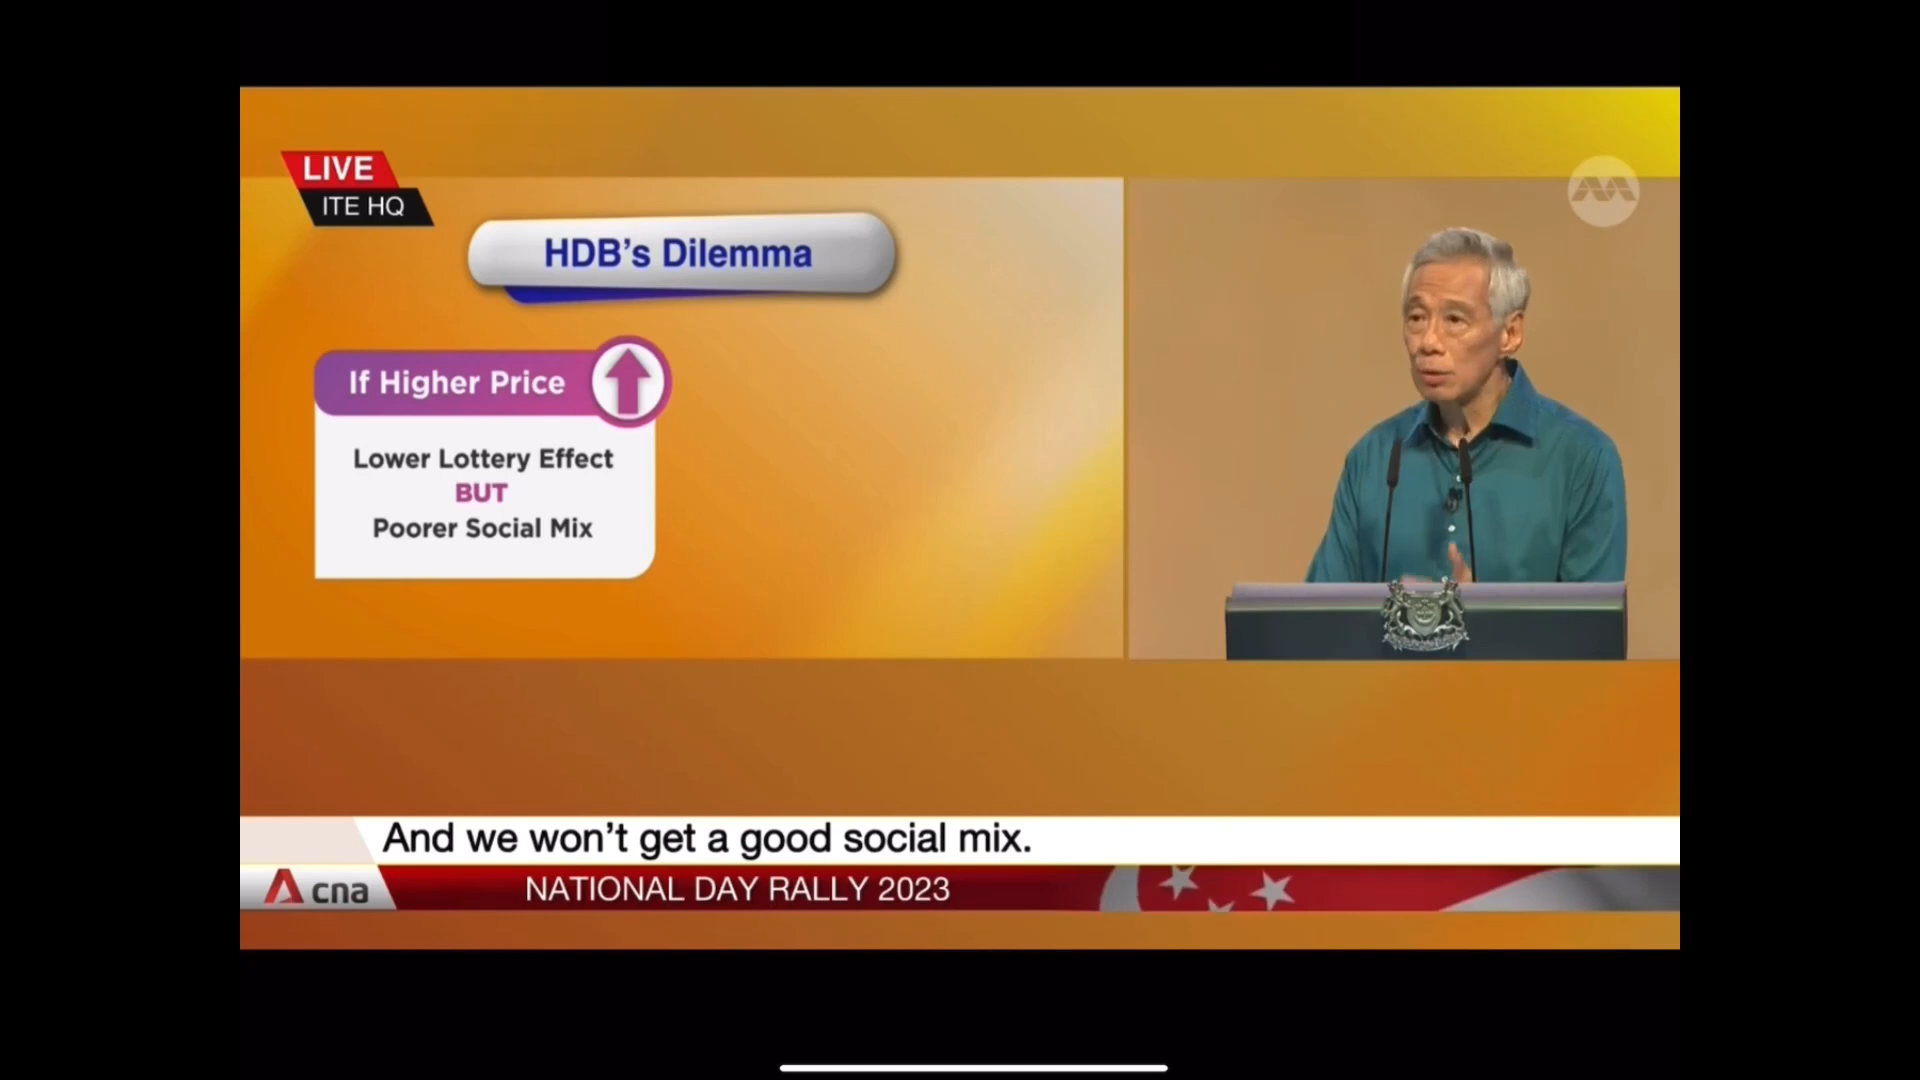 LIVE
ITE HQ
HDB's Dilemma
If Higher Price
Lower Lottery Effect
BUT
Poorer Social Mix
And we won't get a good social mix.
cna
NATIONAL DAY RALLY 2023